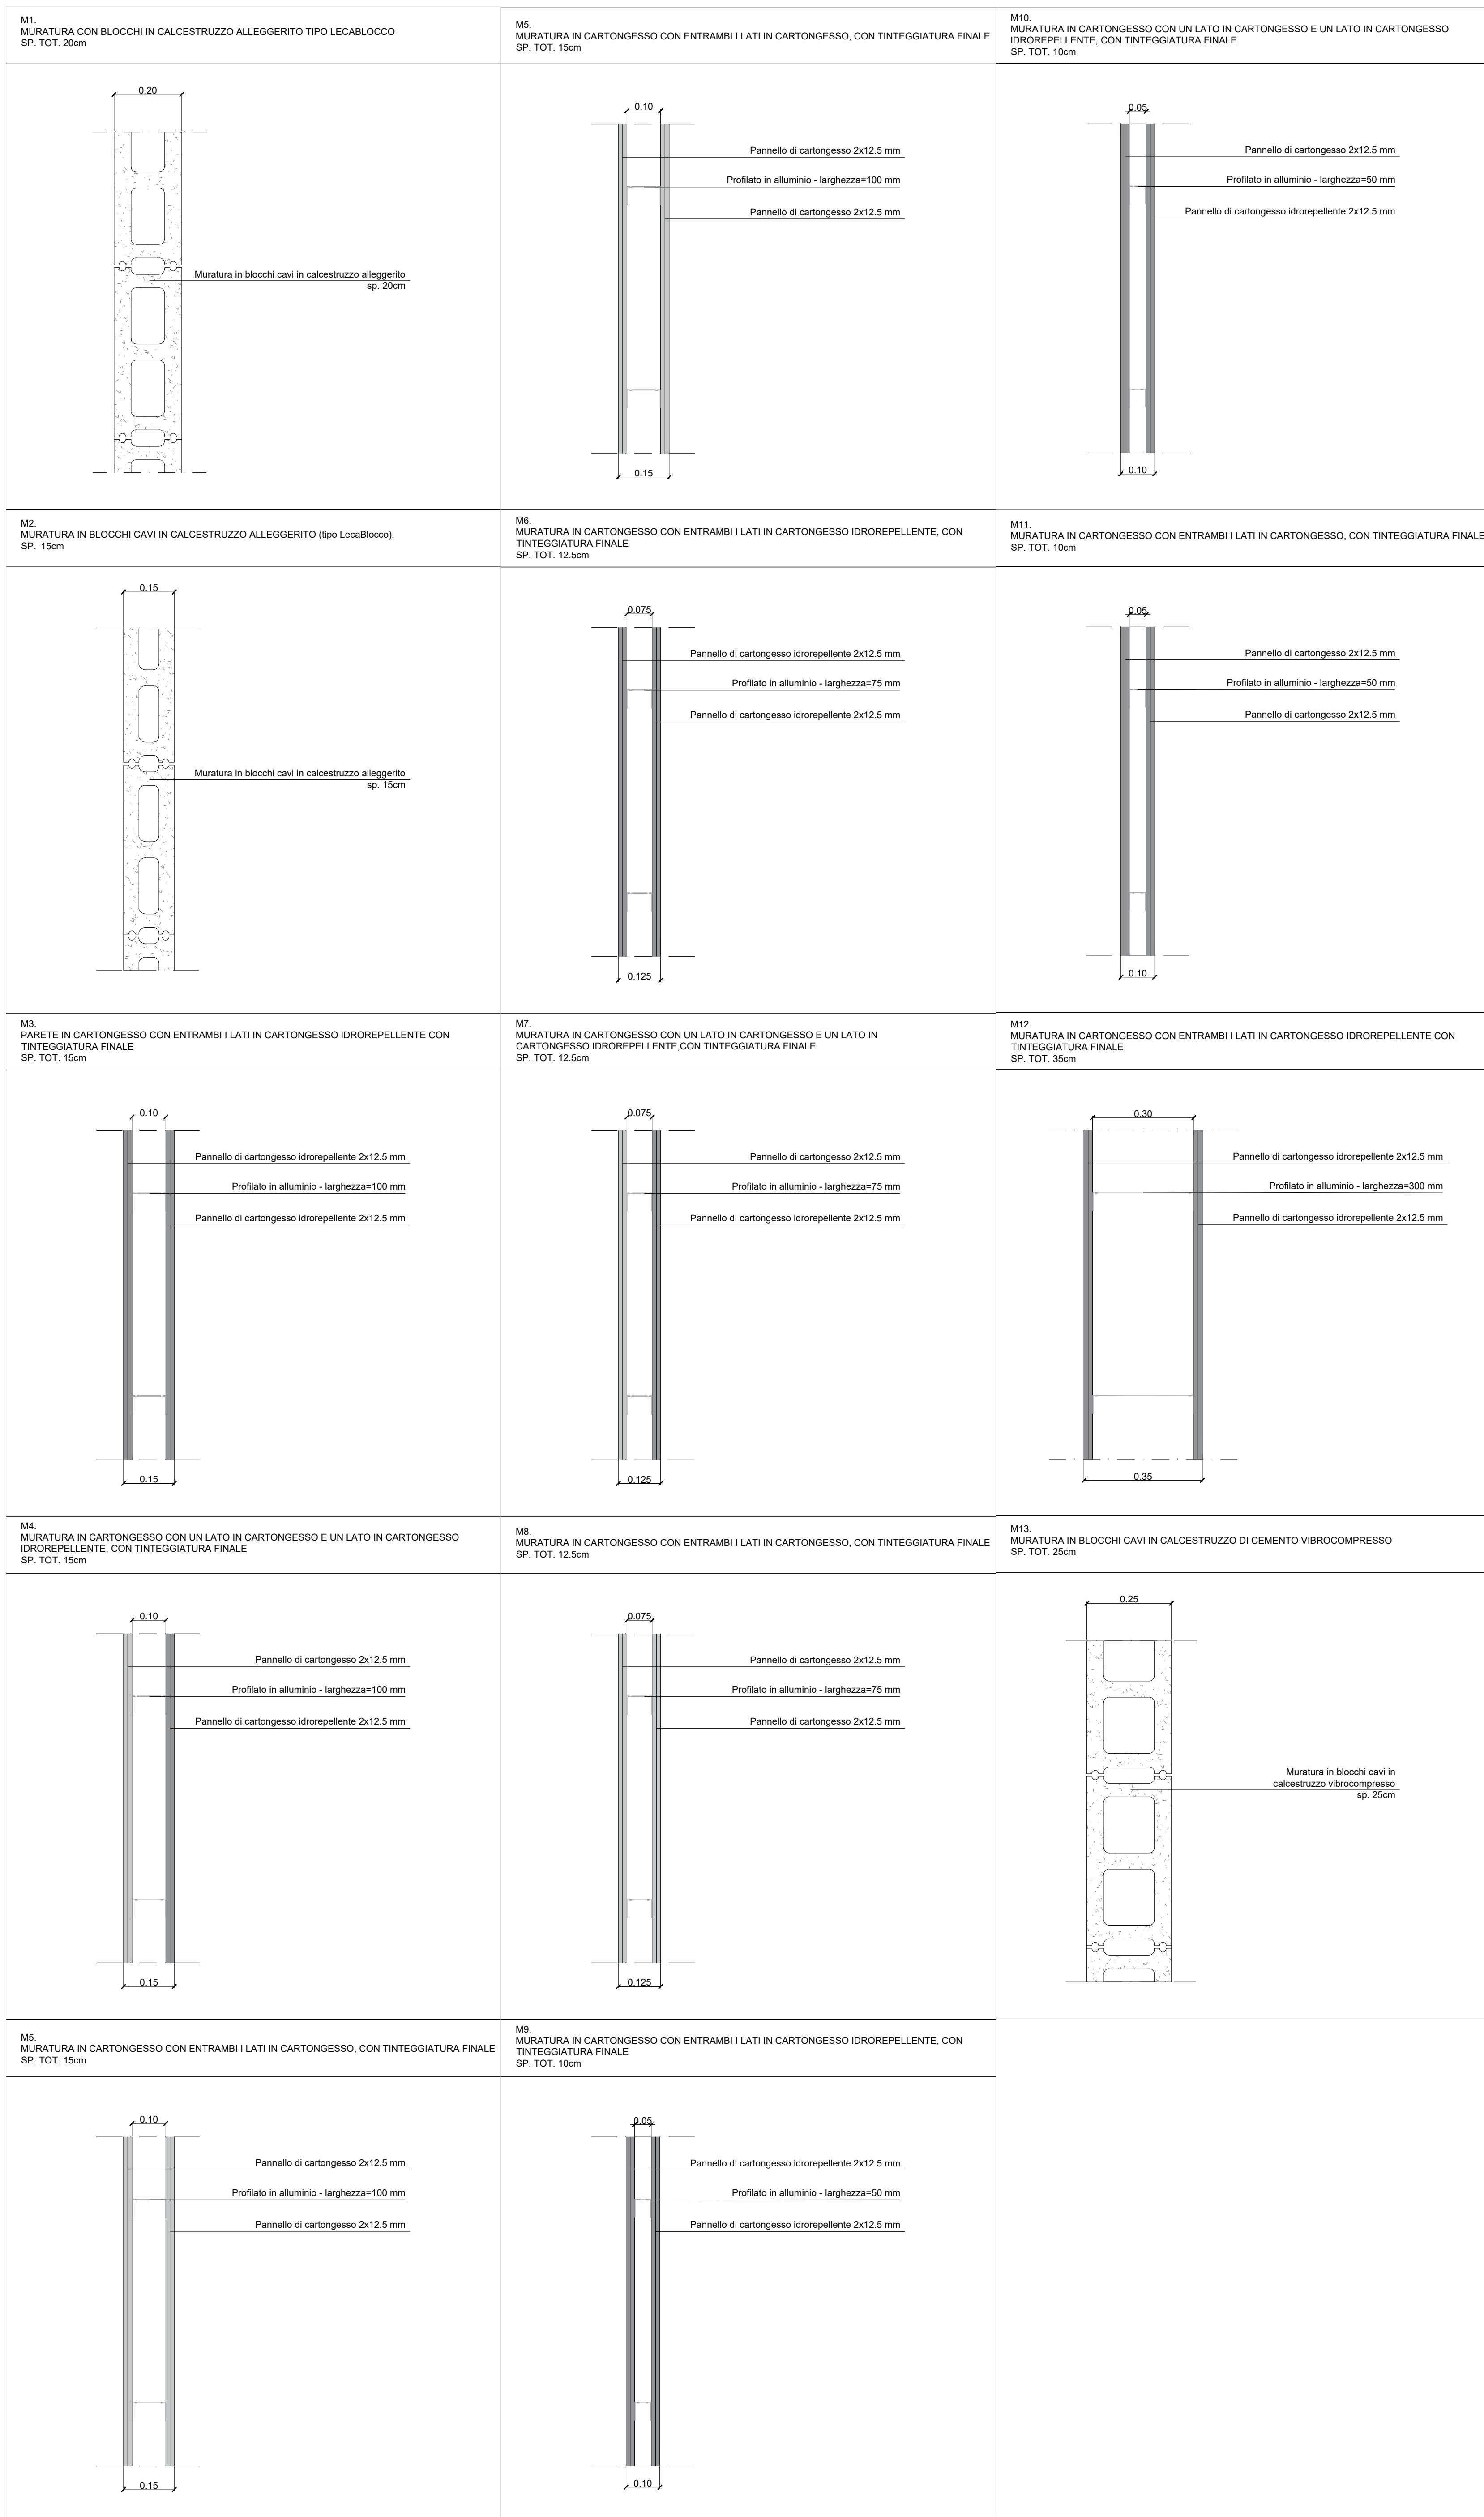 M1.
MURATURA CON BLOCCHI IN CALCESTRUZZO ALLEGGERITO TIPO LECABLOCCO
SP. TOT. 20cm
0.20
Muratura in blocchi cavi in calcestruzzo alleggerito
sp. 20cm
M2.
MURATURA IN BLOCCHI CAVI IN CALCESTRUZZO ALLEGGERITO (tipo LecaBlocco),
SP. 15cm
0.15
Muratura in blocchi cavi in calcestruzzo alleggerito
sp. 15cm
M3.
PARETE IN CARTONGESSO CON ENTRAMBI I LATI IN CARTONGESSO IDROREPELLENTE CON
TINTEGGIATURA FINALE
SP. TOT. 15cm
0.10
Pannello di cartongesso idrorepellente 2x12.5 mm
Profilato in alluminio - larghezza=100 mm
Pannello di cartongesso idrorepellente 2x12.5 mm
0.15
M4.
MURATURA IN CARTONGESSO CON UN LATO IN CARTONGESSO E UN LATO IN CARTONGESSO
IDROREPELLENTE, CON TINTEGGIATURA FINALE
SP. TOT. 15cm
0.10
Pannello di cartongesso 2x12.5 mm
Profilato in alluminio - larghezza=100 mm
Pannello di cartongesso idrorepellente 2x12.5 mm
0.15
M5.
MURATURA IN CARTONGESSO CON ENTRAMBI I LATI IN CARTONGESSO, CON TINTEGGIATURA FINALE
SP. TOT. 15cm
0.10
Pannello di cartongesso 2x12.5 mm
Profilato in alluminio - larghezza=100 mm
Pannello di cartongesso 2x12.5 mm
0.15
M5.
MURATURA IN CARTONGESSO CON ENTRAMBI I LATI IN CARTONGESSO, CON TINTEGGIATURA FINALE
SP. TOT. 15cm
0.10
Pannello di cartongesso 2x12.5 mm
Profilato in alluminio - larghezza=100 mm
Pannello di cartongesso 2x12.5 mm
0.15
M6.
MURATURA IN CARTONGESSO CON ENTRAMBI I LATI IN CARTONGESSO IDROREPELLENTE, CON
TINTEGGIATURA FINALE
SP. TOT. 12.5cm
0.075
Pannello di cartongesso idrorepellente 2x12.5 mm
Profilato in alluminio - larghezza=75 mm
Pannello di cartongesso idrorepellente 2x12.5 mm
0.125
M7.
MURATURA IN CARTONGESSO CON UN LATO IN CARTONGESSO E UN LATO IN
CARTONGESSO IDROREPELLENTE,CON TINTEGGIATURA FINALE
SP. TOT. 12.5cm
0.075
Pannello di cartongesso 2x12.5 mm
Profilato in alluminio - larghezza=75 mm
Pannello di cartongesso idrorepellente 2x12.5 mm
0.125
M8.
MURATURA IN CARTONGESSO CON ENTRAMBI I LATI IN CARTONGESSO, CON TINTEGGIATURA FINALE
SP. TOT. 12.5cm
0.075
Pannello di cartongesso 2x12.5 mm
Profilato in alluminio - larghezza=75 mm
Pannello di cartongesso 2x12.5 mm
0.125
M9.
MURATURA IN CARTONGESSO CON ENTRAMBI I LATI IN CARTONGESSO IDROREPELLENTE, CON
TINTEGGIATURA FINALE
SP. TOT. 10cm
0.05
Pannello di cartongesso idrorepellente 2x12.5 mm
Profilato in alluminio - larghezza=50 mm
Pannello di cartongesso idrorepellente 2x12.5 mm
0.10
M10.
MURATURA IN CARTONGESSO CON UN LATO IN CARTONGESSO E UN LATO IN CARTONGESSO
IDROREPELLENTE, CON TINTEGGIATURA FINALE
SP. TOT. 10cm
0.05
Pannello di cartongesso 2x12.5 mm
Profilato in alluminio - larghezza=50 mm
Pannello di cartongesso idrorepellente 2x12.5 mm
0.10
M11.
MURATURA IN CARTONGESSO CON ENTRAMBI I LATI IN CARTONGESSO, CON TINTEGGIATURA FINALE
SP. TOT. 10cm
0.05
Pannello di cartongesso 2x12.5 mm
Profilato in alluminio - larghezza=50 mm
Pannello di cartongesso 2x12.5 mm
0.10
M12.
MURATURA IN CARTONGESSO CON ENTRAMBI I LATI IN CARTONGESSO IDROREPELLENTE CON
TINTEGGIATURA FINALE
SP. TOT. 35cm
0.30
Pannello di cartongesso idrorepellente 2x12.5 mm
Profilato in alluminio - larghezza=300 mm
Pannello di cartongesso idrorepellente 2x12.5 mm
0.35
M13.
MURATURA IN BLOCCHI CAVI IN CALCESTRUZZO DI CEMENTO VIBROCOMPRESSO
SP. TOT. 25cm
0.25
Muratura in blocchi cavi in
calcestruzzo vibrocompresso
sp. 25cm